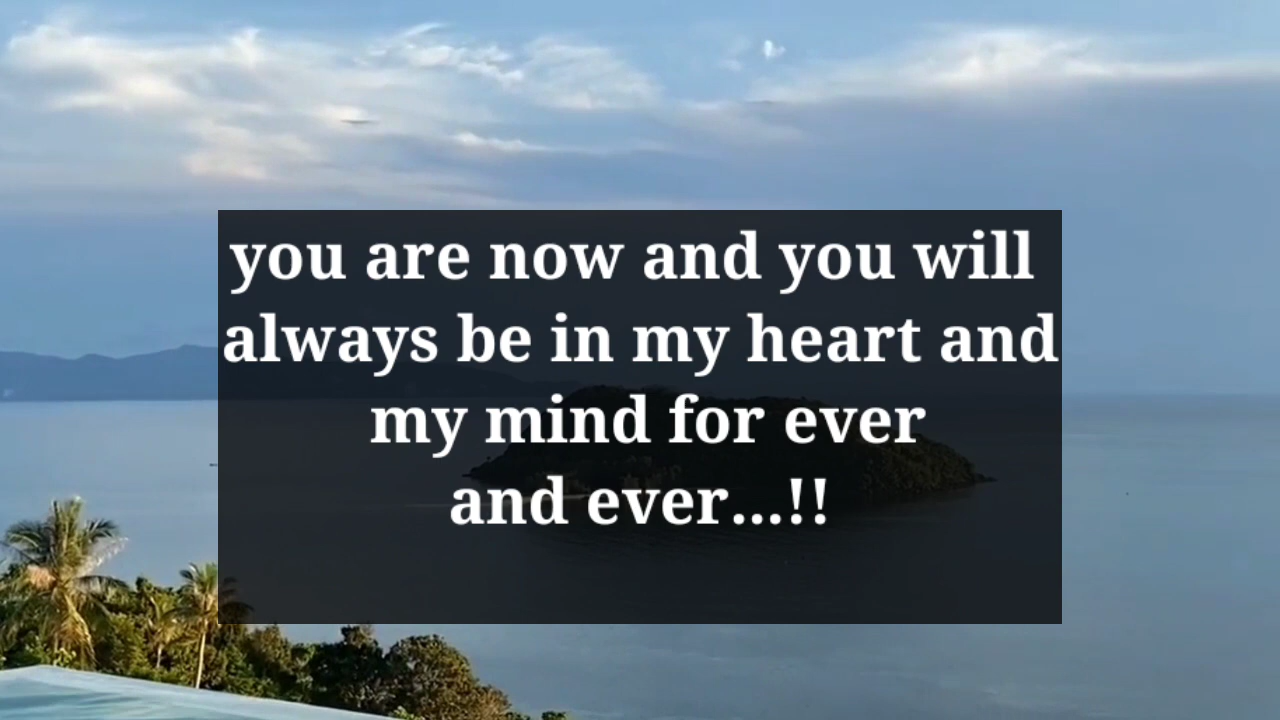 you are now and you will
always be in my heart and
my mind for ever
and ever...!!